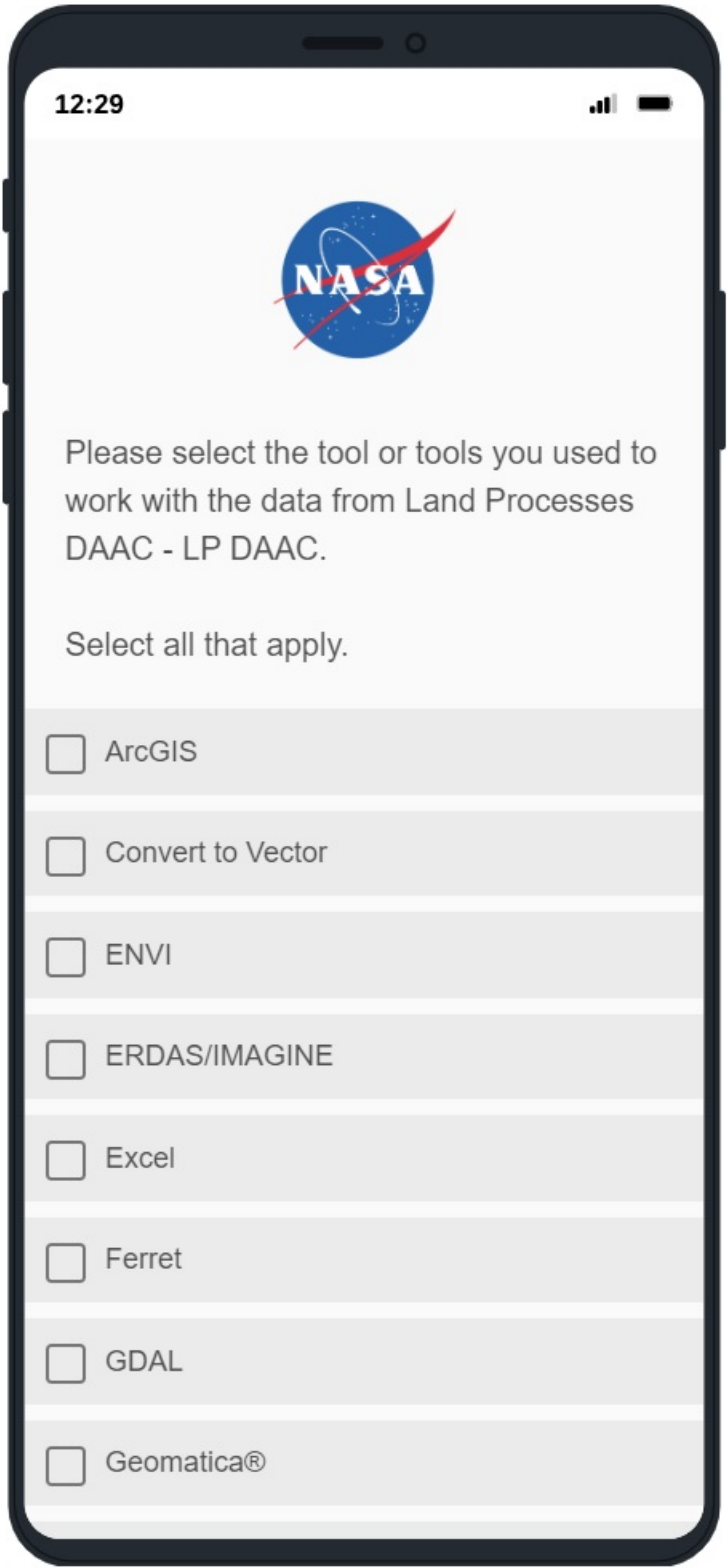 12:29
NASA
Please select the tool or tools you used to
work with the data from Land Processes
DAAC - LP DAAC.
Select all that apply.
ArcGIS
Convert to Vector
ENVI
ERDAS/IMAGINE
Excel
Ferret
GDAL
Geomatica®